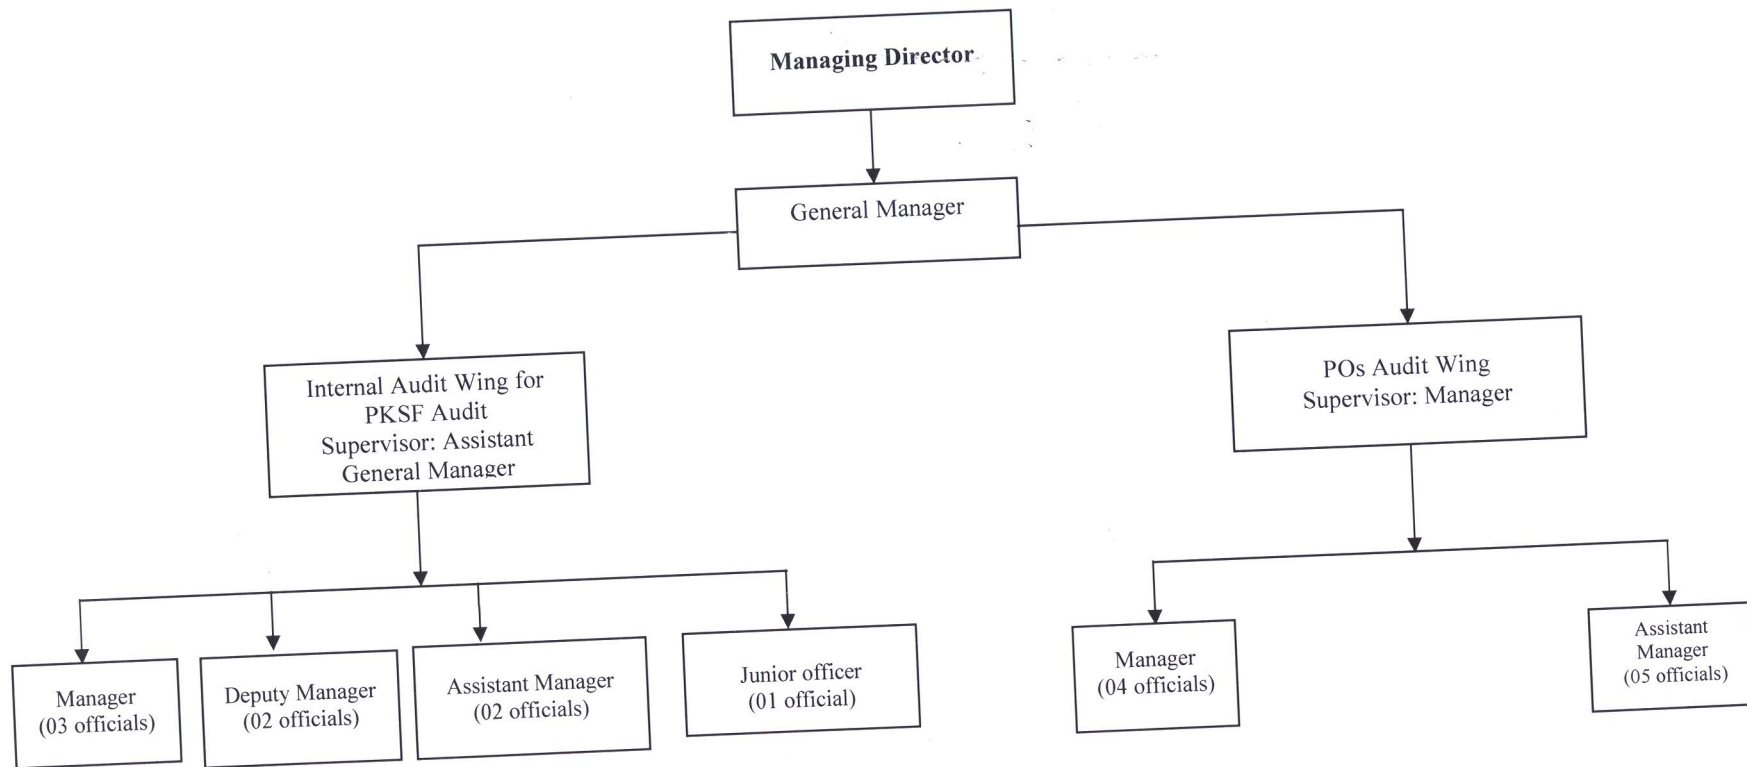 Managing Director
General Manager
Internal Audit Wing for
PKSF Audit
Supervisor: Assistant
General Manager
POs Audit Wing
Supervisor: Manager
Manager
(03 officials)
Deputy Manager
(02 officials)
Assistant Manager
(02 officials)
Junior officer
(01 official)
Manager
(04 officials)
Assistant
Manager
(05 officials)